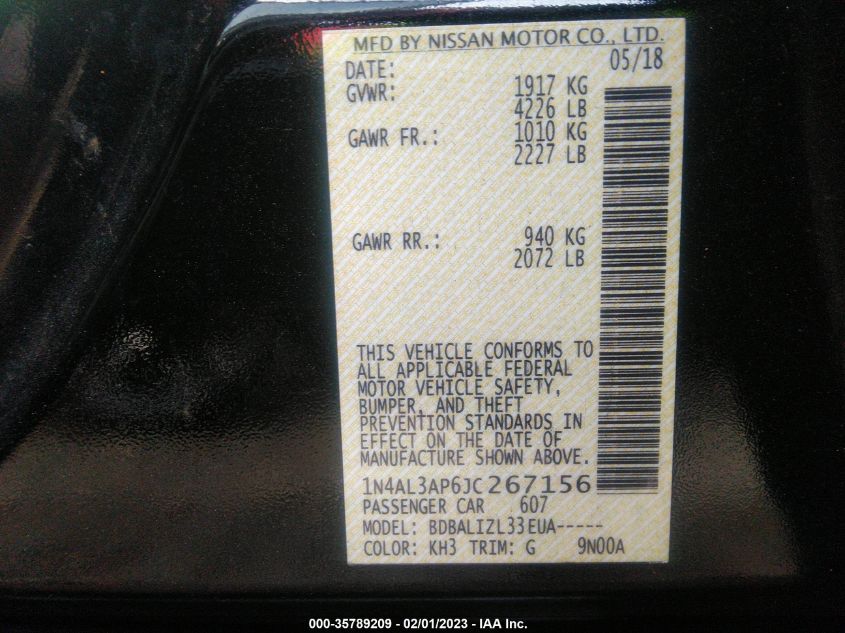 MFD BY NISSAN MOTOR CO., LTD.
DATE: 05/18
GVWR: 1917 KG
4226 LB
GAWR FR.: 1010 KG
2227 LB
GAWR RR.: 940 KG
2072 LB
THIS VEHICLE CONFORMS TO
ALL APPLICABLE FEDERAL
MOTOR VEHICLE SAFETY,
BUMPER, AND THEFT
PREVENTION STANDARDS IN
EFFECT ON THE DATE OF
MANUFACTURE SHOWN ABOVE.
1N4AL3AP6JC267156
PASSENGER CAR 607
MODEL: BDBALIZL33EUA-----
COLOR: KH3 TRIM: G 9N00A
000-35789209 - 02/01/2023 - IAA Inc.